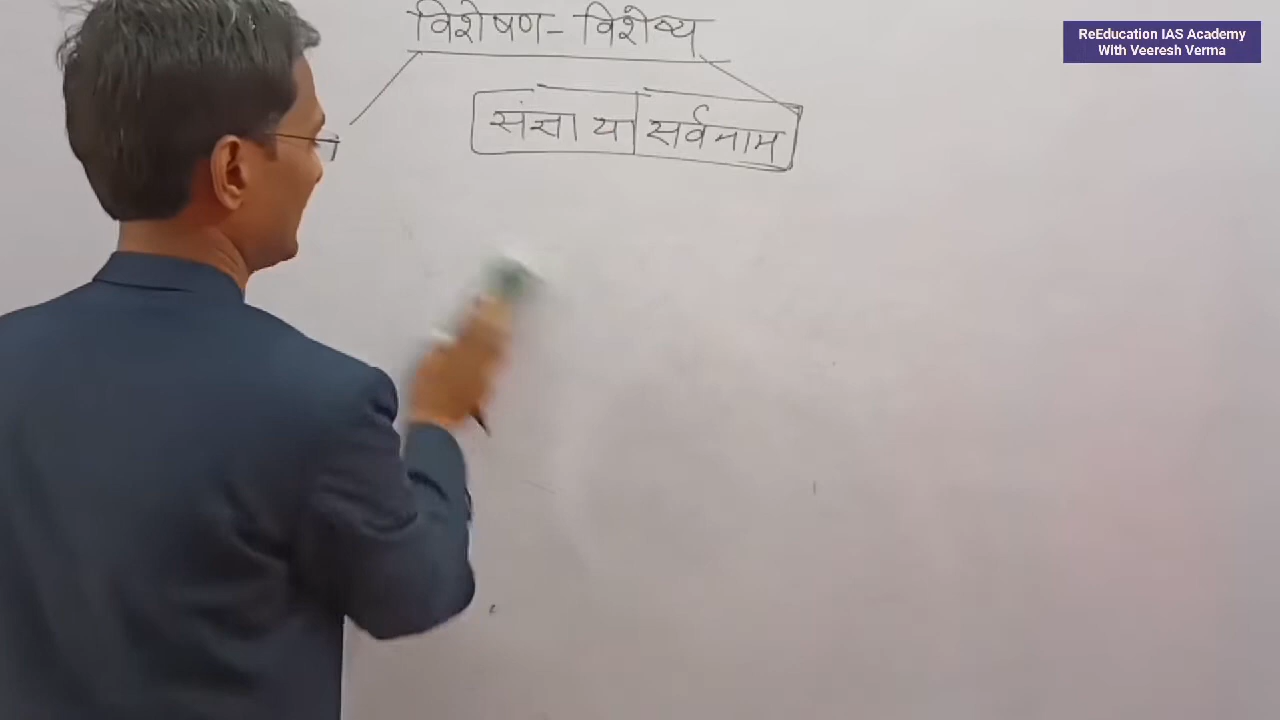 विशेषण- विशेष्य
संज्ञा या सर्वनाम
ReEducation IAS Academy
With Veeresh Verma